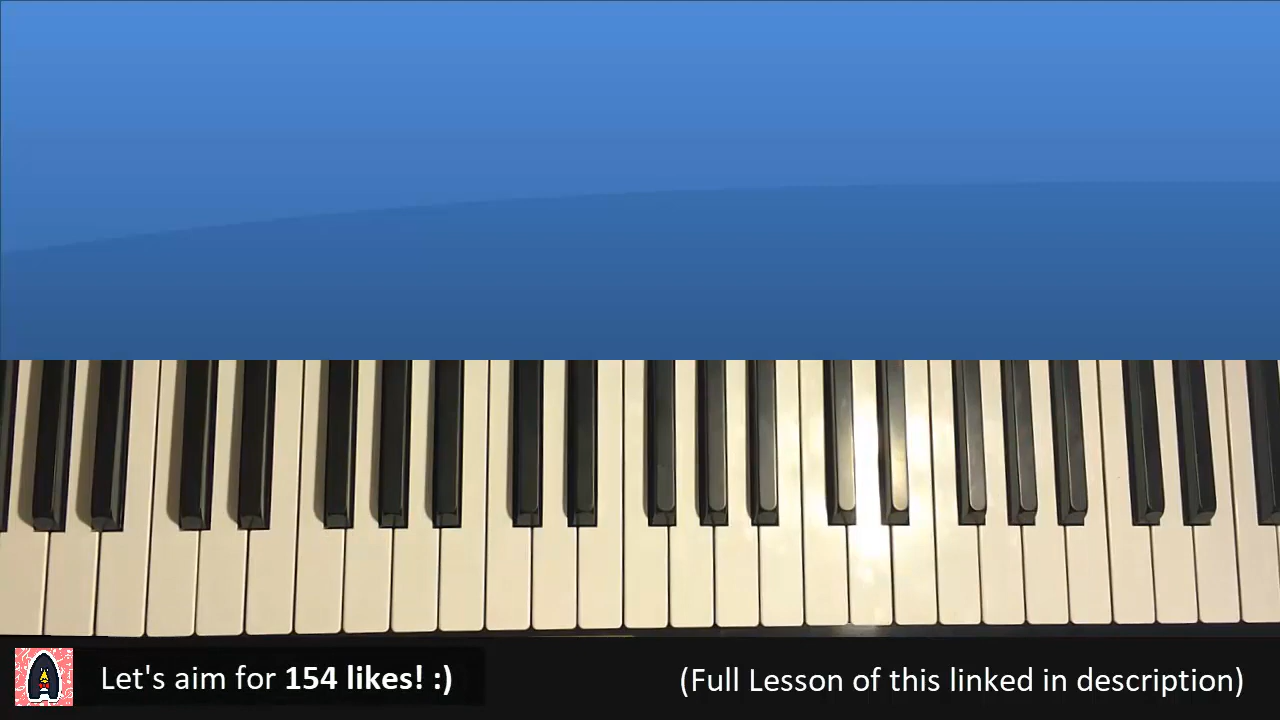 Let's aim for 154 likes! :)
(Full Lesson of this linked in description)